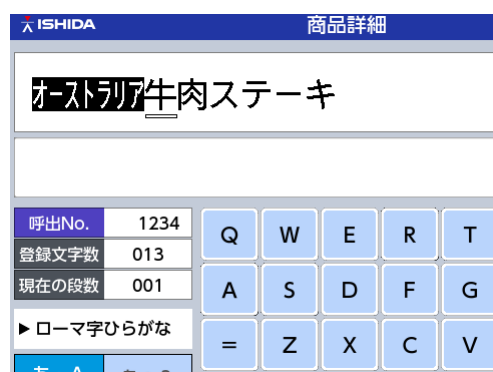 ISHIDA
商品詳細
オーストラリア牛肉ステーキ
呼出No. 1234
登録文字数 013
現在の段数 001
▶ ローマ字ひらがな
Q W E R T
A S D F G
= Z X C V